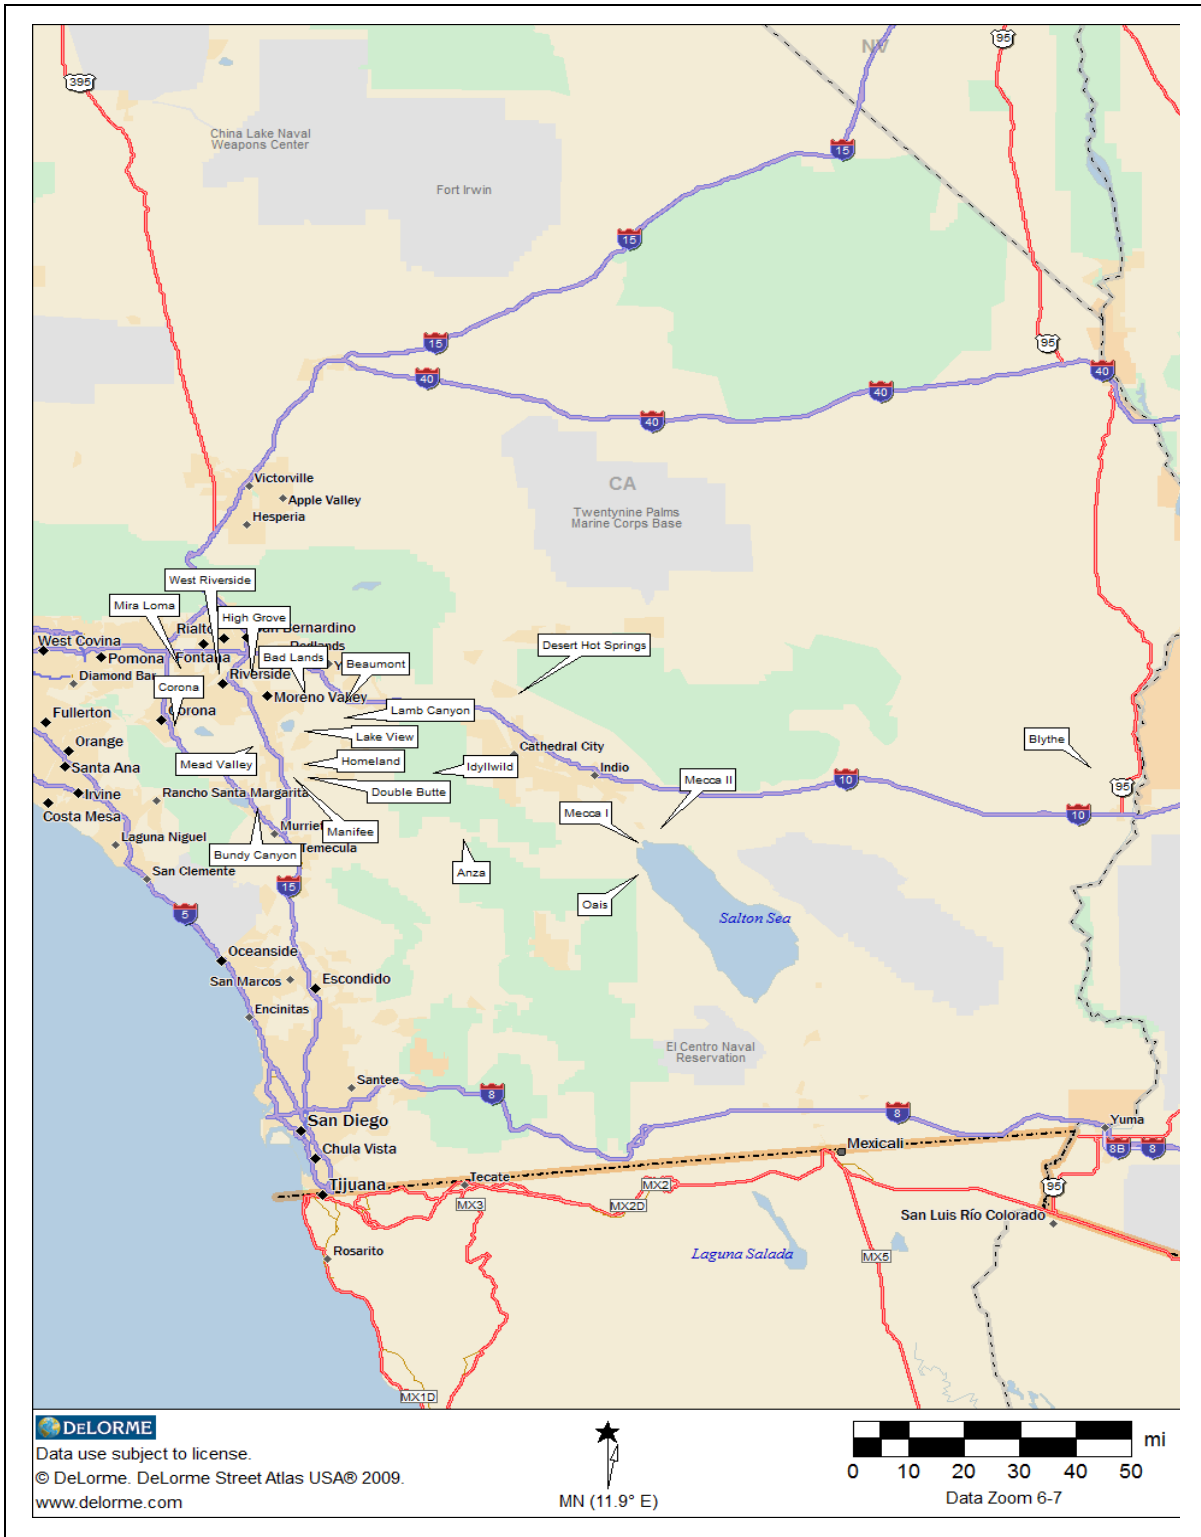 95
NV
395
China Lake Naval
Weapons Center
15
Fort Irwin
15
15
95
40
40
40
40
Victorville
CA
Apple Valley
Twentynine Palms
Marine Corps Base
Hesperia
West Riverside
Mira Loma
High Grove
Rialto
San Bernardino
West Covina
Desert Hot Springs
Redlands
Pomona
Fontana
Bad Lands
Beaumont
Diamond Bar
Riverside
Corona
Moreno Valley
Fullerton
Corona
Lamb Canyon
Lake View
Orange
Cathedral City
Blythe
Santa Ana
Mead Valley
Homeland
Idyllwild
Indio
Mecca II
10
95
Irvine
Rancho Santa Margarita
Double Butte
Costa Mesa
Mecca I
10
Laguna Niguel
Murrieta
Manifee
Bundy Canyon
Temecula
San Clemente
Anza
15
5
Oais
Salton Sea
Oceanside
San Marcos
Escondido
Encinitas
El Centro Naval
Reservation
Santee
8
8
San Diego
Yuma
Mexicali
8B
8
Chula Vista
Tijuana
Tecate
MX2
95
MX3
MX2D
San Luis Río Colorado
Rosarito
Laguna Salada
MX5
MX1D
DELORME
Data use subject to license.
© DeLorme. DeLorme Street Atlas USA® 2009.
www.delorme.com
MN (11.9° E)
mi
0 10 20 30 40 50
Data Zoom 6-7